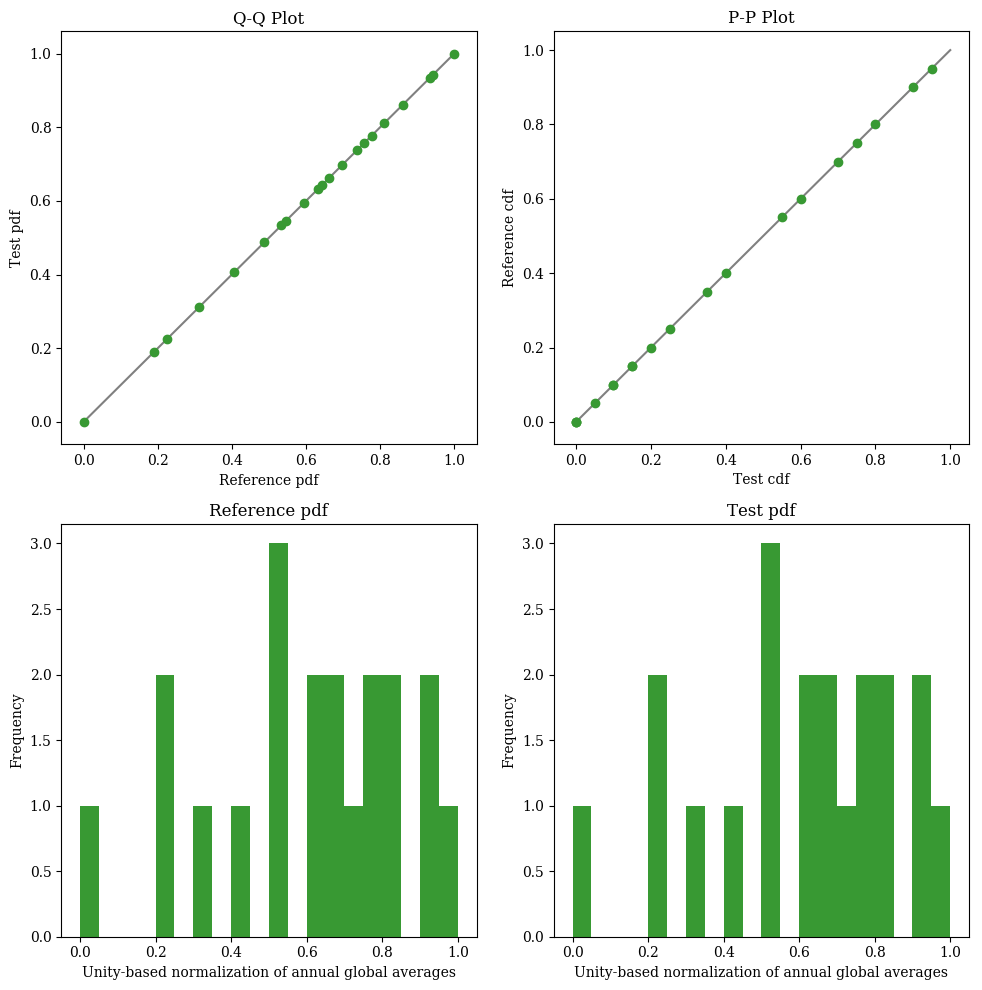 Q-Q Plot
Test pdf
1.0
0.8
0.6
0.4
0.2
0.0
0.0 0.2 0.4 0.6 0.8 1.0
Reference pdf
P-P Plot
Reference cdf
1.0
0.8
0.6
0.4
0.2
0.0
0.0 0.2 0.4 0.6 0.8 1.0
Test cdf
Reference pdf
Frequency
3.0
2.5
2.0
1.5
1.0
0.5
0.0
0.0 0.2 0.4 0.6 0.8 1.0
Unity-based normalization of annual global averages
Test pdf
Frequency
3.0
2.5
2.0
1.5
1.0
0.5
0.0
0.0 0.2 0.4 0.6 0.8 1.0
Unity-based normalization of annual global averages